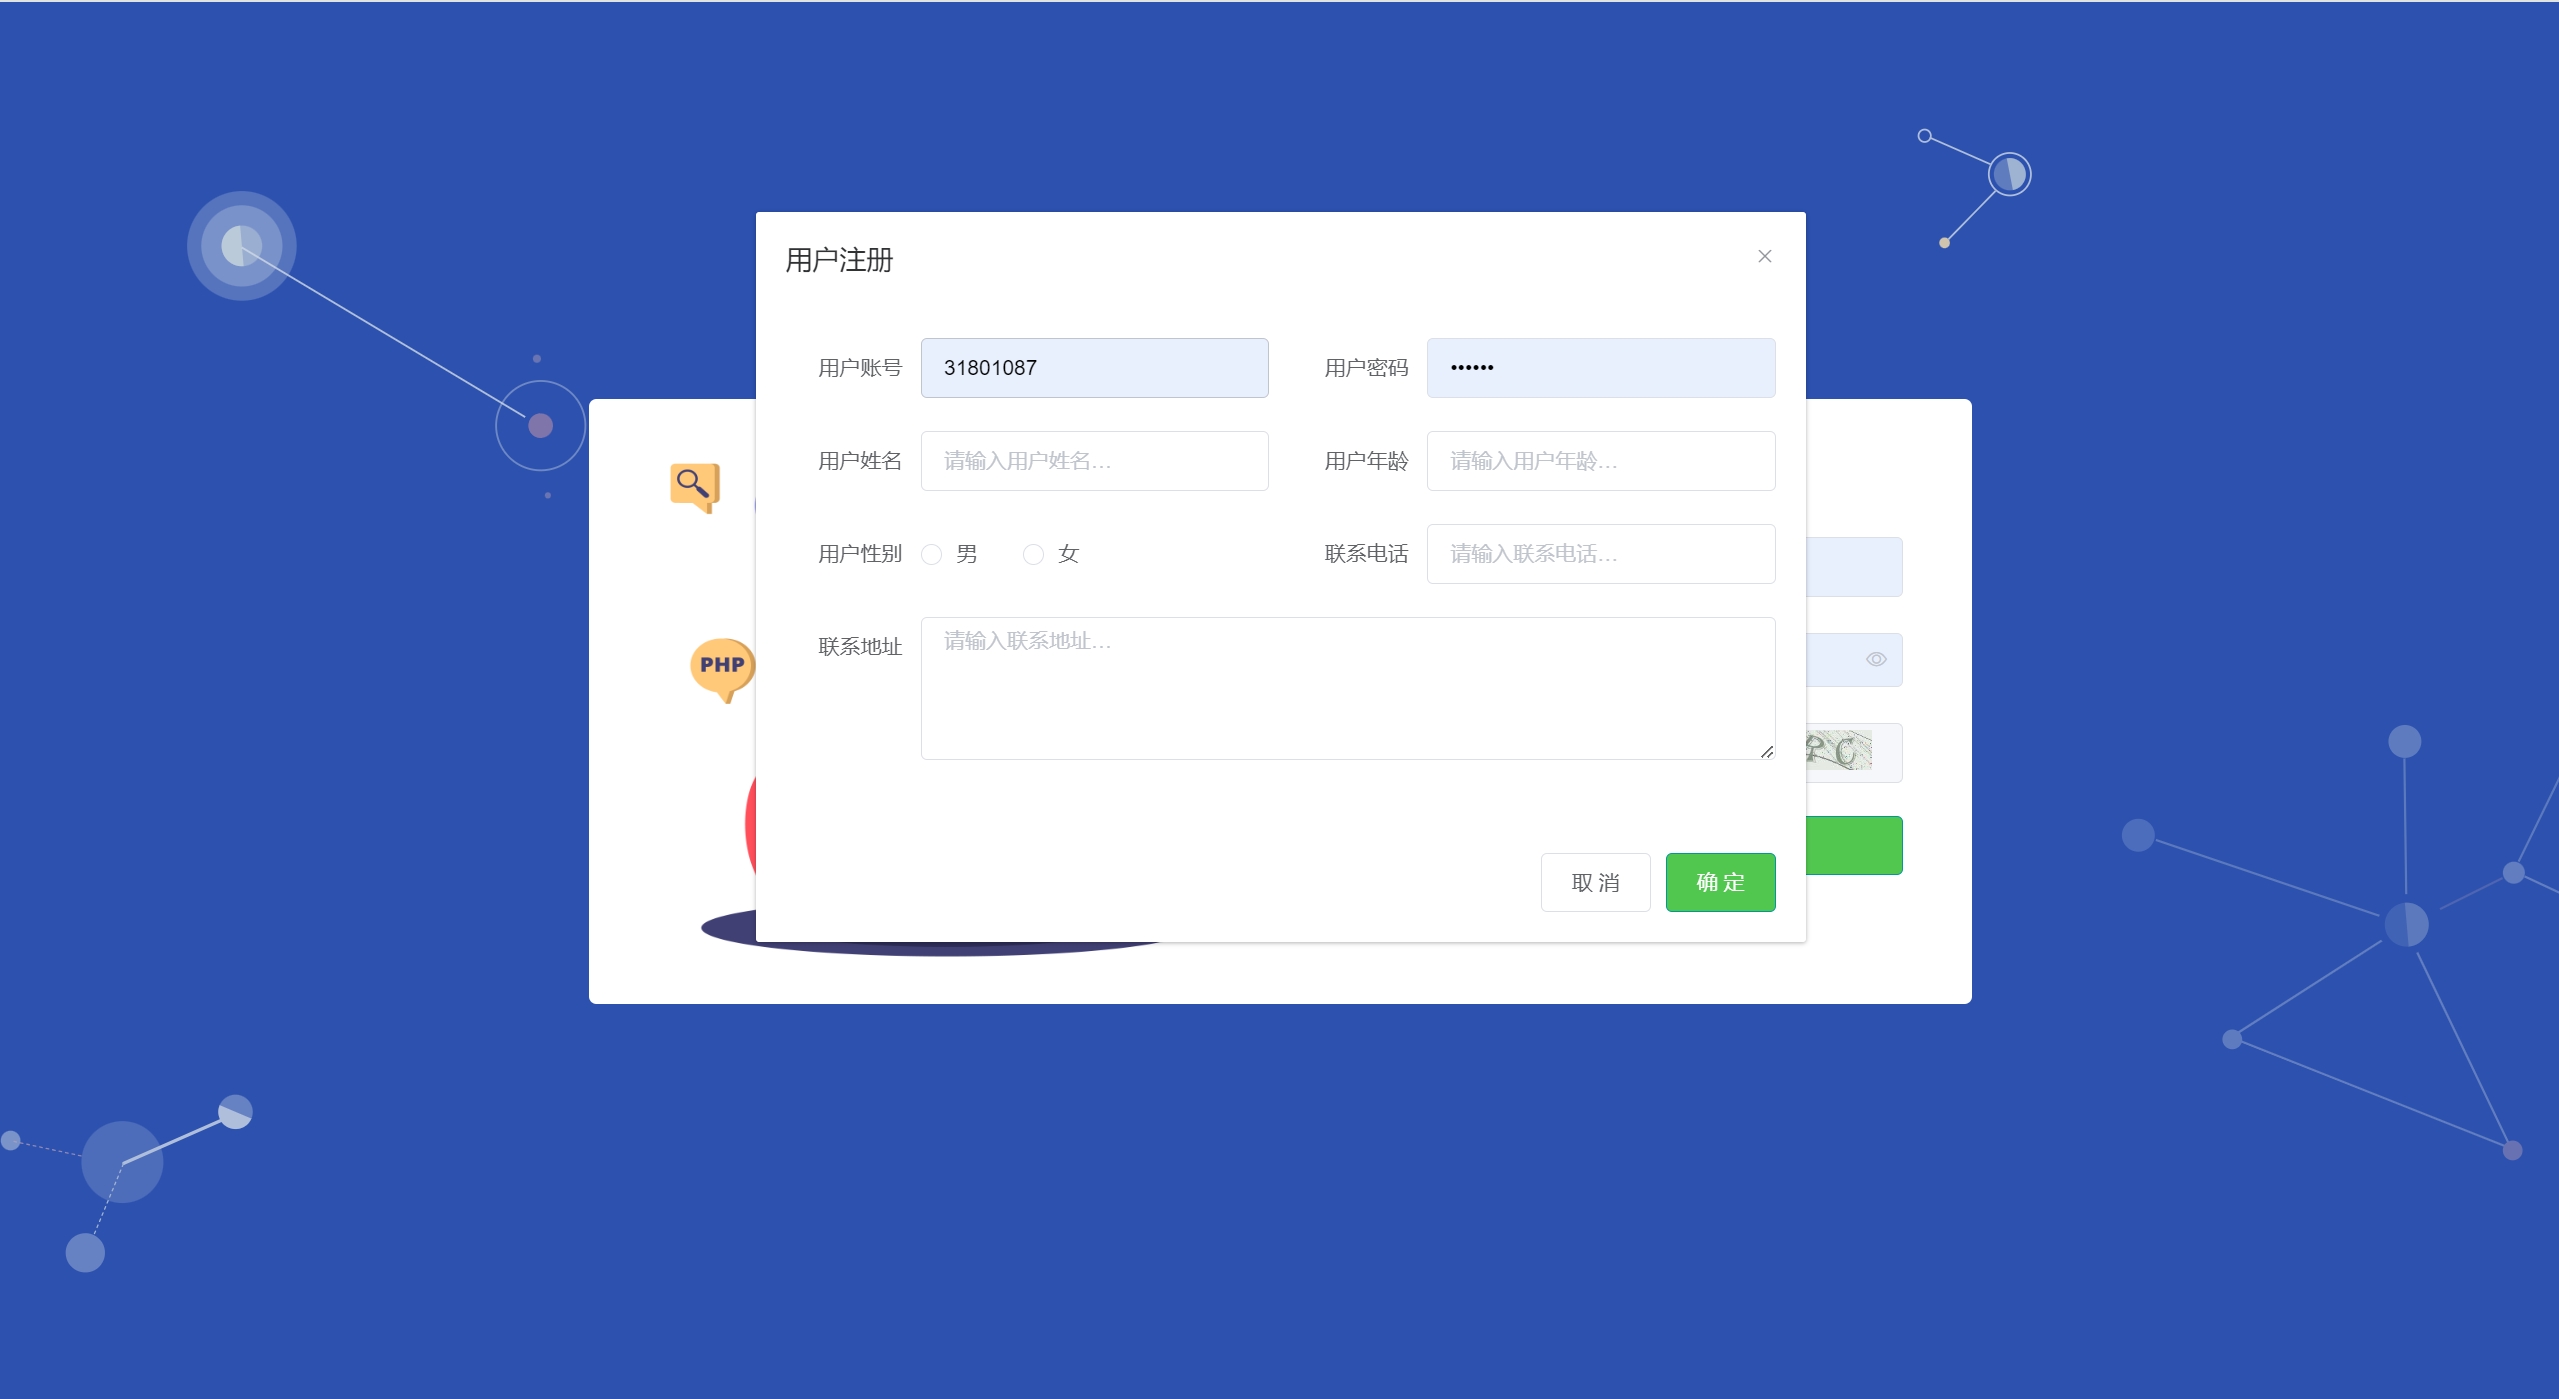 用户注册
用户账号 31801087 用户密码 ••••••
用户姓名 请输入用户姓名... 用户年龄 请输入用户年龄...
用户性别 男 女 联系电话 请输入联系电话...
联系地址 请输入联系地址...
PHP
C
取 消 确 定